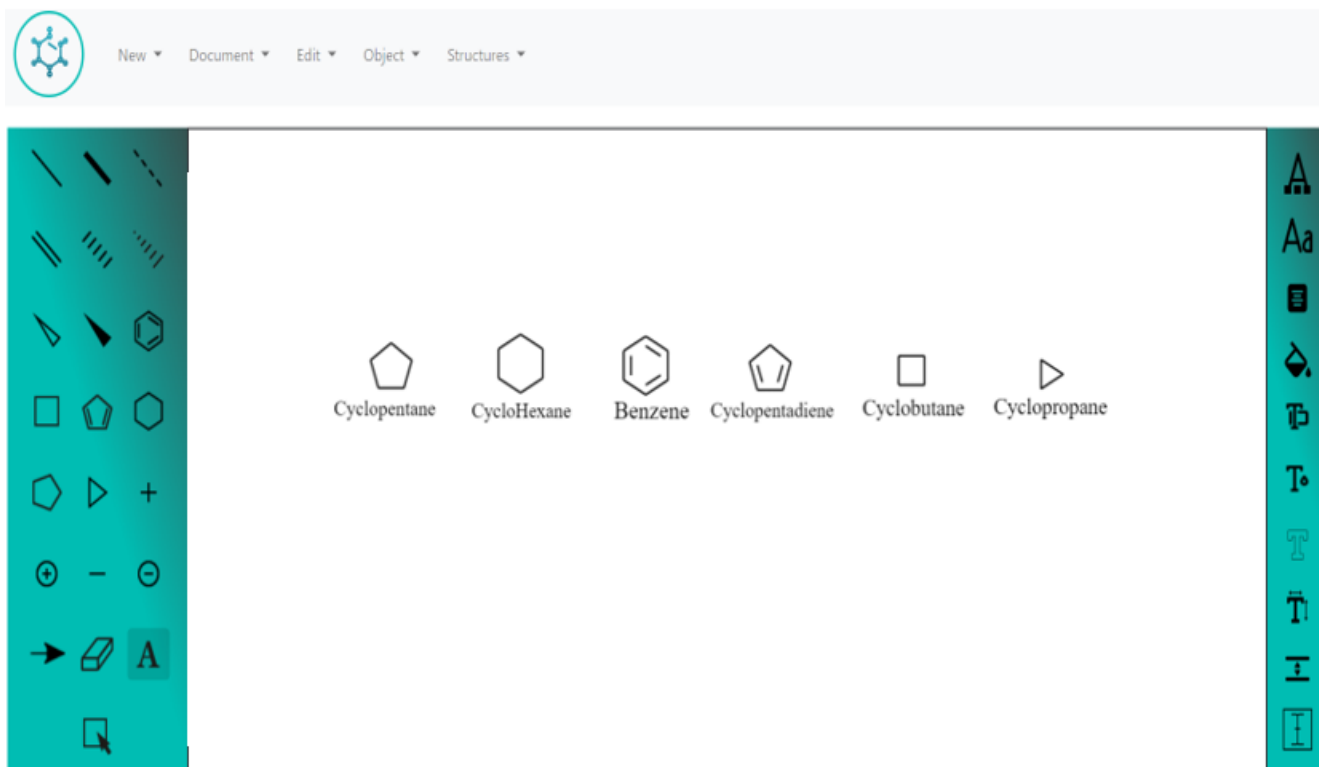 New Document Edit Object Structures
Cyclopentane CycloHexane Benzene Cyclopentadiene Cyclobutane Cyclopropane
A
A
Aa
T
T
T
T